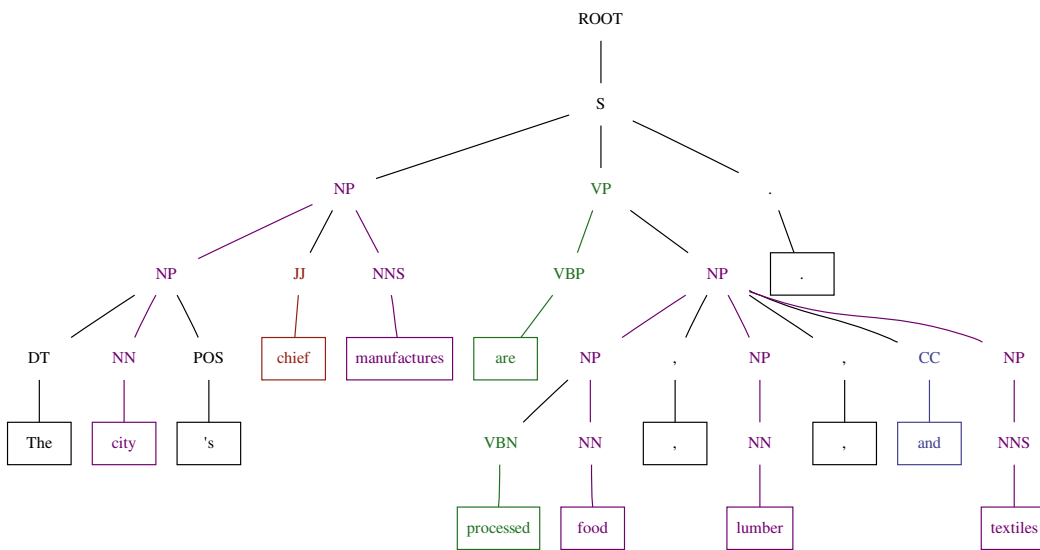 ROOT
S
NP VP .
NP JJ NNS VBP NP .
DT NN POS chief manufactures are NP , NP , CC NP
The city 's VBN NN , NN , and NNS
processed food lumber textiles